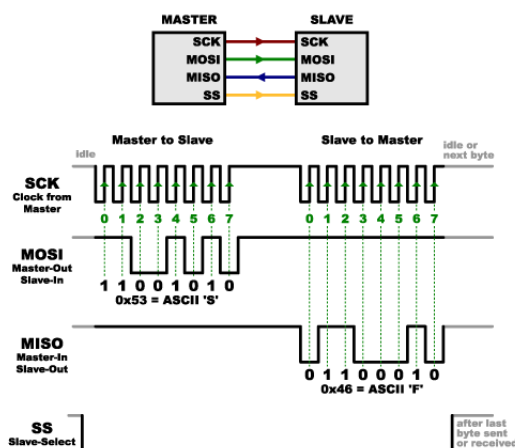 MASTER SLAVE
SCK SCK
MOSI MOSI
MISO MISO
SS SS
Master to Slave Slave to Master
idle
idle or
next byte
SCK
Clock from
Master
0 1 2 3 4 5 6 7 0 1 2 3 4 5 6 7
MOSI
Master-Out
Slave-In
1 1 0 0 1 0 1 0
0x53 = ASCII 'S'
MISO
Master-In
Slave-Out
0 1 1 0 0 0 1 0
0x46 = ASCII 'F'
SS
Slave-Select
after last
byte sent
or received